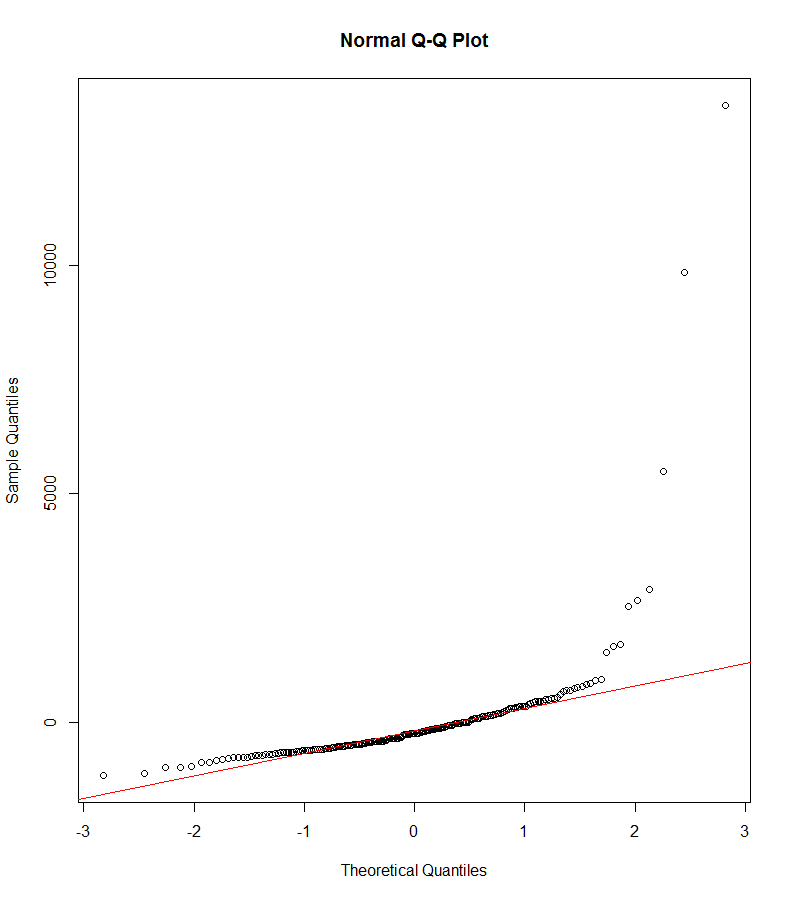 Normal Q-Q Plot
10000
5000
0
Sample Quantiles
-3 -2 -1 0 1 2 3
Theoretical Quantiles